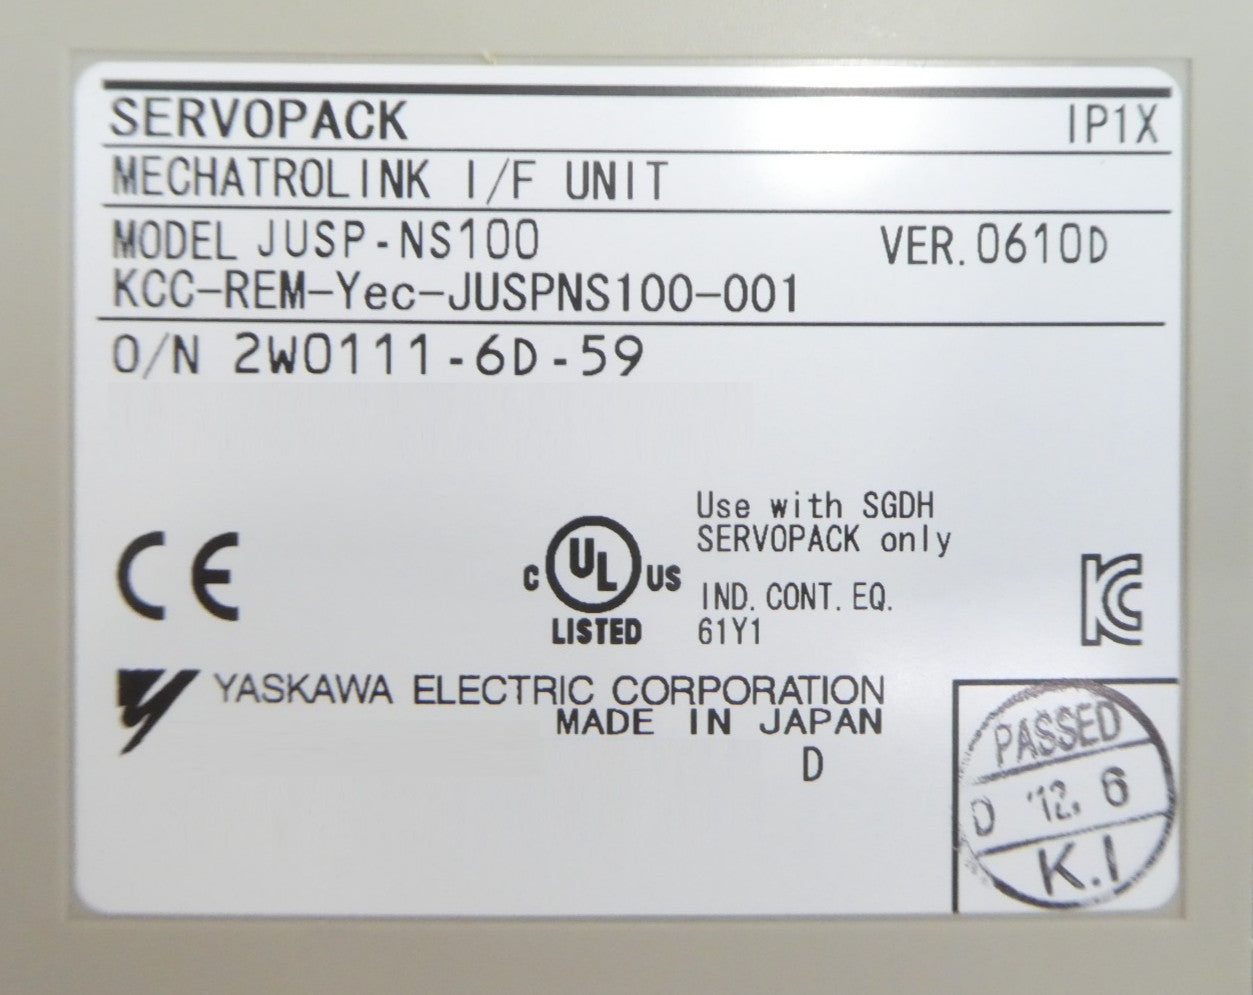 SERVOPACK IP1X
MECHATROLINK I/F UNIT
MODEL JUSP-NS100 VER.0610D
KCC-REM-Yec-JUSPNS100-001
O/N 2W0111-6D-59
CE
C UL US
LISTED
Use with SGDH
SERVOPACK only
IND. CONT. EQ.
61Y1
KC
YASKAWA ELECTRIC CORPORATION
MADE IN JAPAN
D
PASSED
D '12. 6
K.I